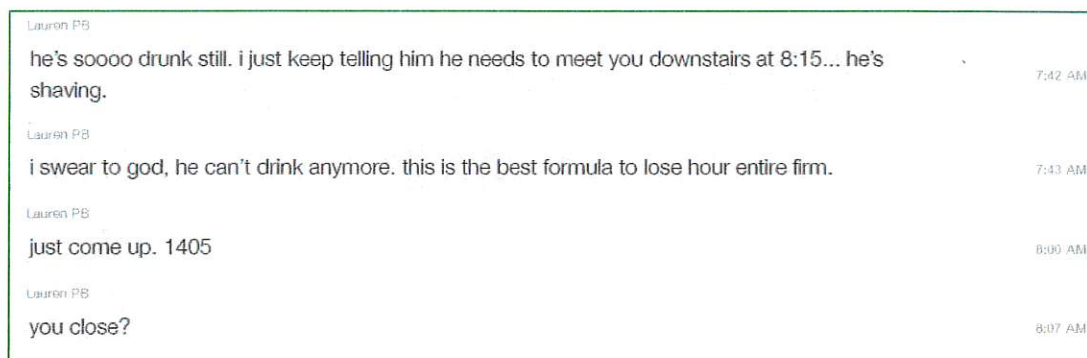 Lauren PB
he's soooo drunk still. i just keep telling him he needs to meet you downstairs at 8:15... he's
7:42 AM
shaving.
Lauren PB
i swear to god, he can't drink anymore. this is the best formula to lose hour entire firm.
7:43 AM
Lauren PB
just come up. 1405
8:00 AM
Lauren PB
you close?
8:07 AM